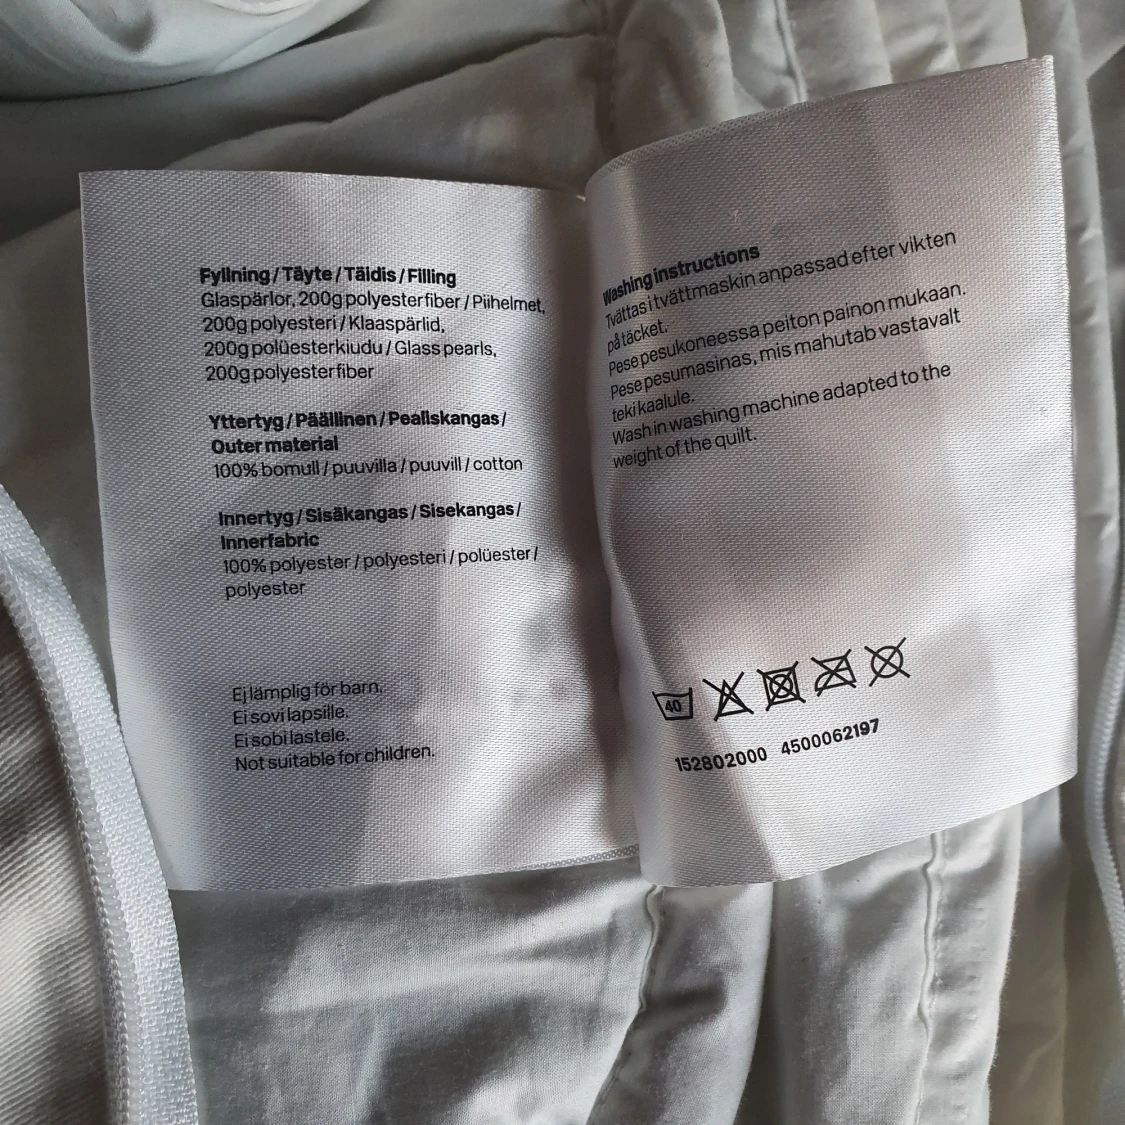 Fyllning / Täyte / Täidis / Filling
Glaspärlor, 200g polyesterfiber / Piihelmet,
200g polyesteri / Klaaspärlid,
200g polüesterkiudu / Glass pearls,
200g polyesterfiber
Yttertyg / Päällinen / Pealiskangas /
Outer material
100% bomull / puuvilla / puuvill / cotton
Innertyg / Sisäkangas / Sisekangas /
Innerfabric
100% polyester / polyesteri / polüester /
polyester
Ej lämplig för barn.
Ei sovi lapsille.
Ei sobi lastele.
Not suitable for children.
Washing instructions
Tvättas i tvättmaskin anpassad efter vikten
på täcket.
Pese pesukoneessa peiton painon mukaan.
Pese pesumasinas, mis mahutab vastavalt
teki kaalule.
Wash in washing machine adapted to the
weight of the quilt.
40
152802000 4500062197